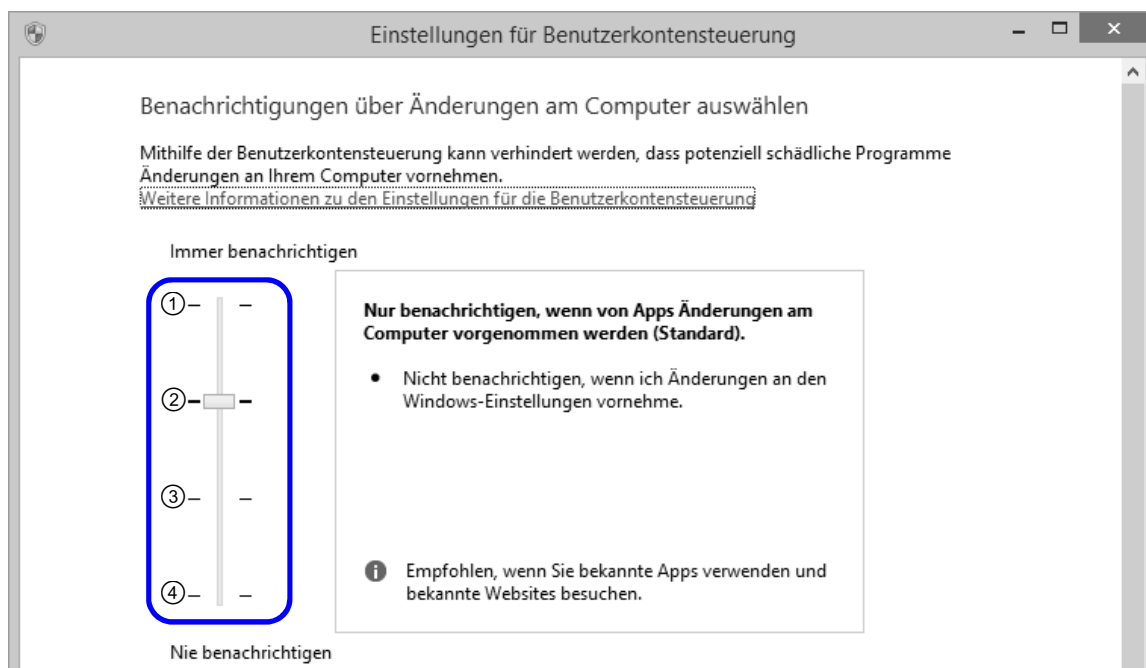 Einstellungen für Benutzerkontensteuerung
Benachrichtigungen über Änderungen am Computer auswählen
Mithilfe der Benutzerkontensteuerung kann verhindert werden, dass potenziell schädliche Programme
Änderungen an Ihrem Computer vornehmen.
Weitere Informationen zu den Einstellungen für die Benutzerkontensteuerung
Immer benachrichtigen
①
②
③
④
Nur benachrichtigen, wenn von Apps Änderungen am
Computer vorgenommen werden (Standard).
• Nicht benachrichtigen, wenn ich Änderungen an den
Windows-Einstellungen vornehme.
Empfohlen, wenn Sie bekannte Apps verwenden und
bekannte Websites besuchen.
Nie benachrichtigen